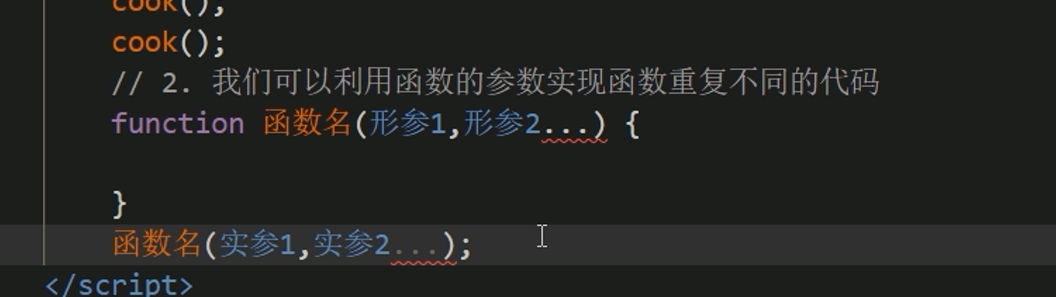 cook();
cook();
// 2. 我们可以利用函数的参数实现函数重复不同的代码
function 函数名(形参1,形参2...) {
}
函数名(实参1,实参2...);
</script>